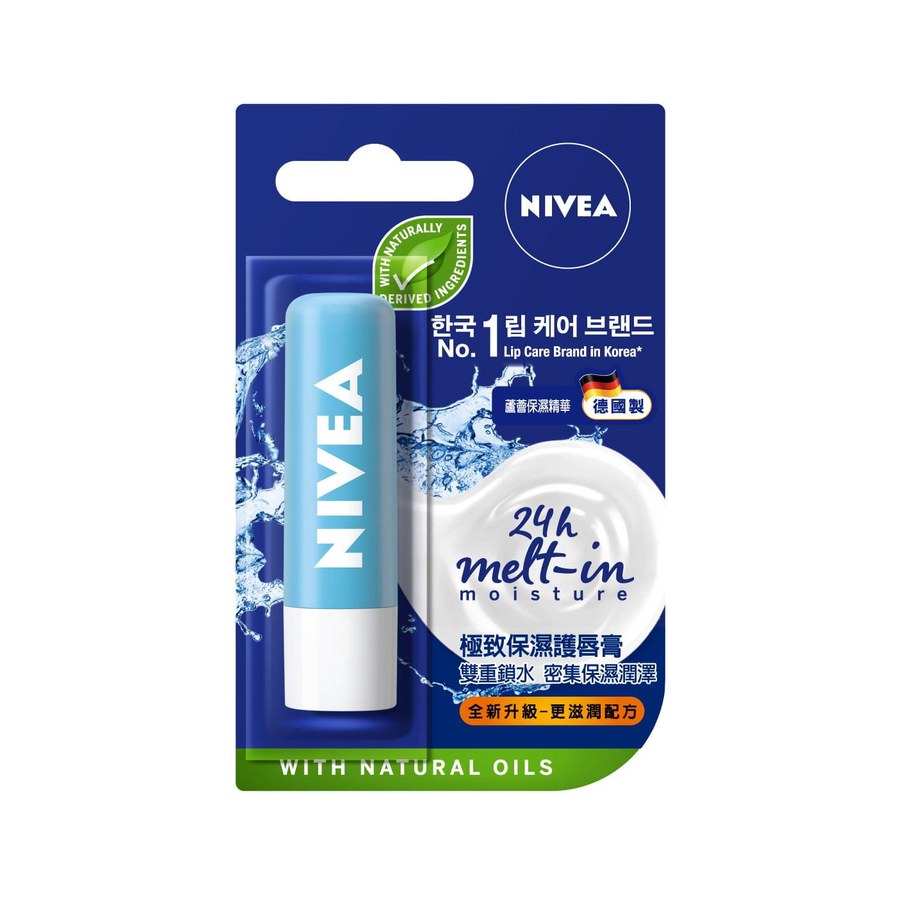 NIVEA
WITH NATURALLY
DERIVED INGREDIENTS
한국 No. 1 립 케어 브랜드
Lip Care Brand in Korea*
蘆薈保濕精華
德國製
NIVEA
24h
melt-in
moisture
極致保濕護唇膏
雙重鎖水 密集保濕潤澤
全新升級-更滋潤配方
WITH NATURAL OILS